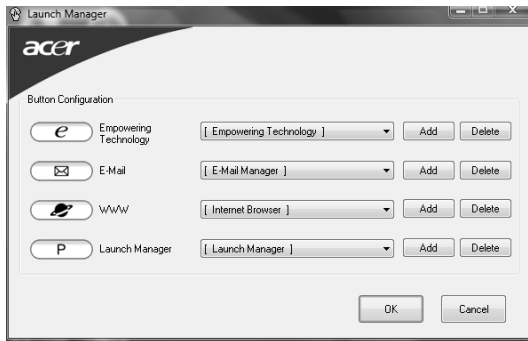 Launch Manager
acer
Button Configuration
e Empowering Technology [ Empowering Technology ] Add Delete
E-Mail [ E-Mail Manager ] Add Delete
WWW [ Internet Browser ] Add Delete
P Launch Manager [ Launch Manager ] Add Delete
OK Cancel